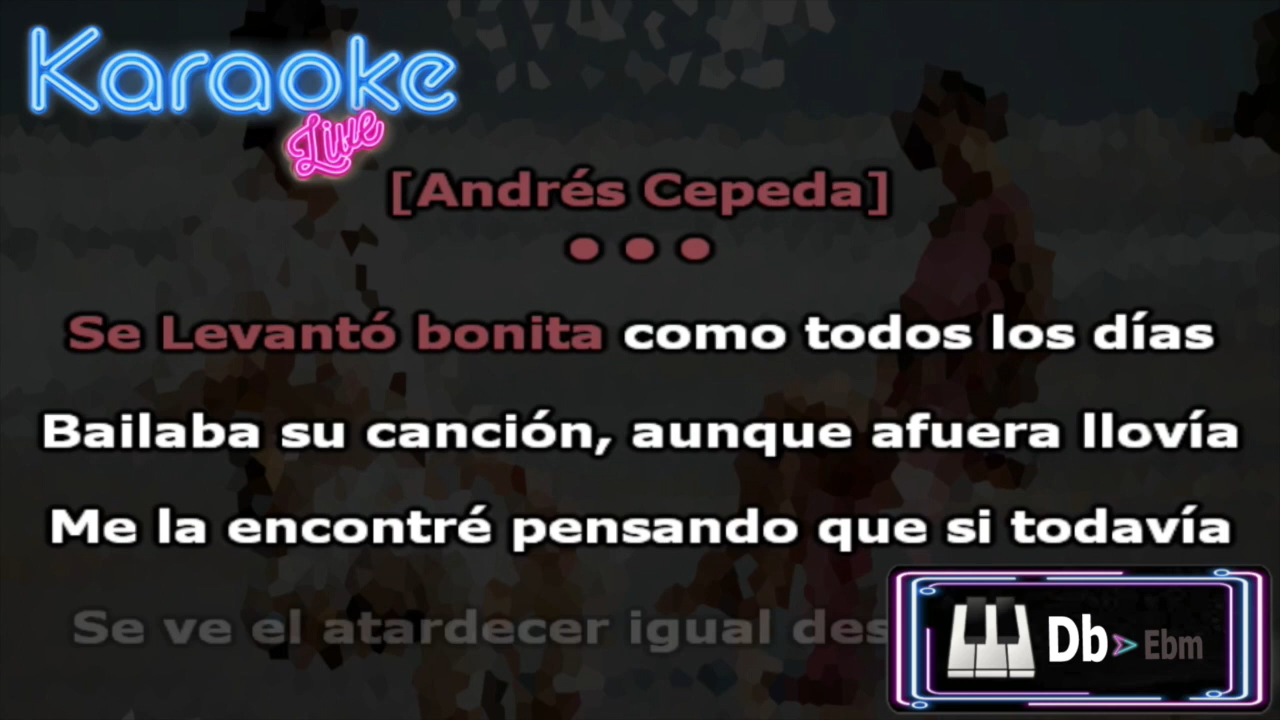 Karaoke
Live
[Andrés Cepeda]
Se Levantó bonita como todos los días
Bailaba su canción, aunque afuera llovía
Me la encontré pensando que si todavía
Se ve el atardecer igual des
Db > Ebm